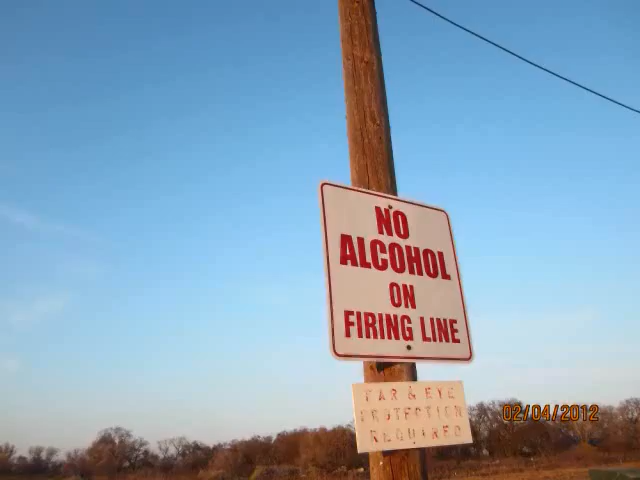 NO
ALCOHOL
ON
FIRING LINE
EAR & EYE
PROTECTION
REQUIRED
02/04/2012